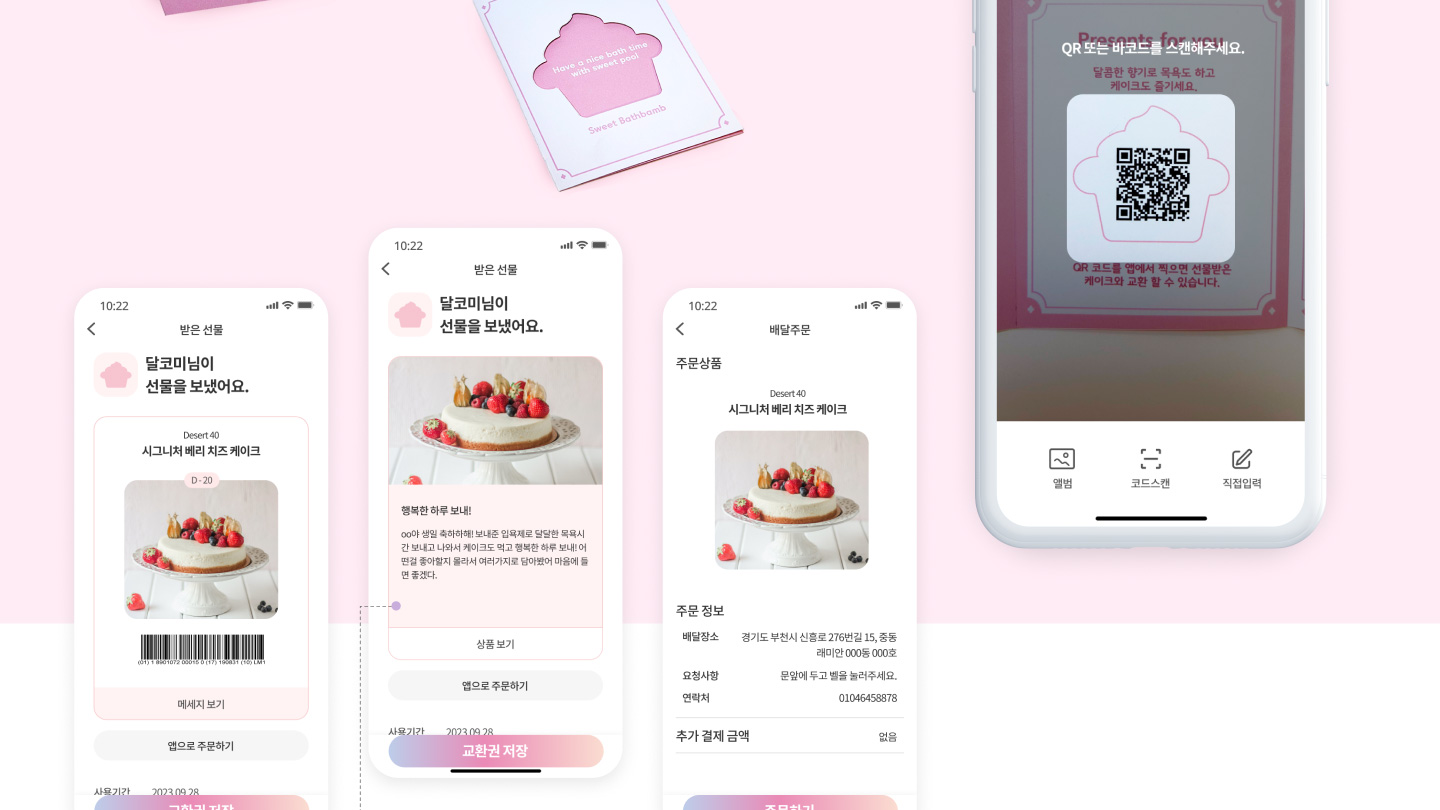 Have a nice bath time
with sweet pool
Sweet Bathbomb
Presents for you
QR 또는 바코드를 스캔해주세요.
달콤한 향기로 목욕도 하고
케이크도 즐기세요.
QR 코드를 앱에서 찍으면 선물받은
케이크와 교환 할 수 있습니다.
앨범
코드스캔
직접입력
10:22
받은 선물
달코미님이
선물을 보냈어요.
Desert 40
시그니처 베리 치즈 케이크
D - 20
(01) 1 8901072 00015 0 (17) 190831 (10) LM1
메세지 보기
앱으로 주문하기
사용기간 2023.09.28
교환권 저장
10:22
받은 선물
달코미님이
선물을 보냈어요.
행복한 하루 보내!
oo야 생일 축하하해! 보내준 입욕제로 달달한 목욕시
간 보내고 나와서 케이크도 먹고 행복한 하루 보내! 어
떤걸 좋아할지 몰라서 여러가지로 담아봤어 마음에 들
면 좋겠다.
상품 보기
앱으로 주문하기
사용기간 2023.09.28
교환권 저장
10:22
배달주문
주문상품
Desert 40
시그니처 베리 치즈 케이크
주문 정보
배달장소 경기도 부천시 신흥로 276번길 15, 중동
래미안 000동 000호
요청사항 문앞에 두고 벨을 눌러주세요.
연락처 01046458878
추가 결제 금액 없음
주문하기